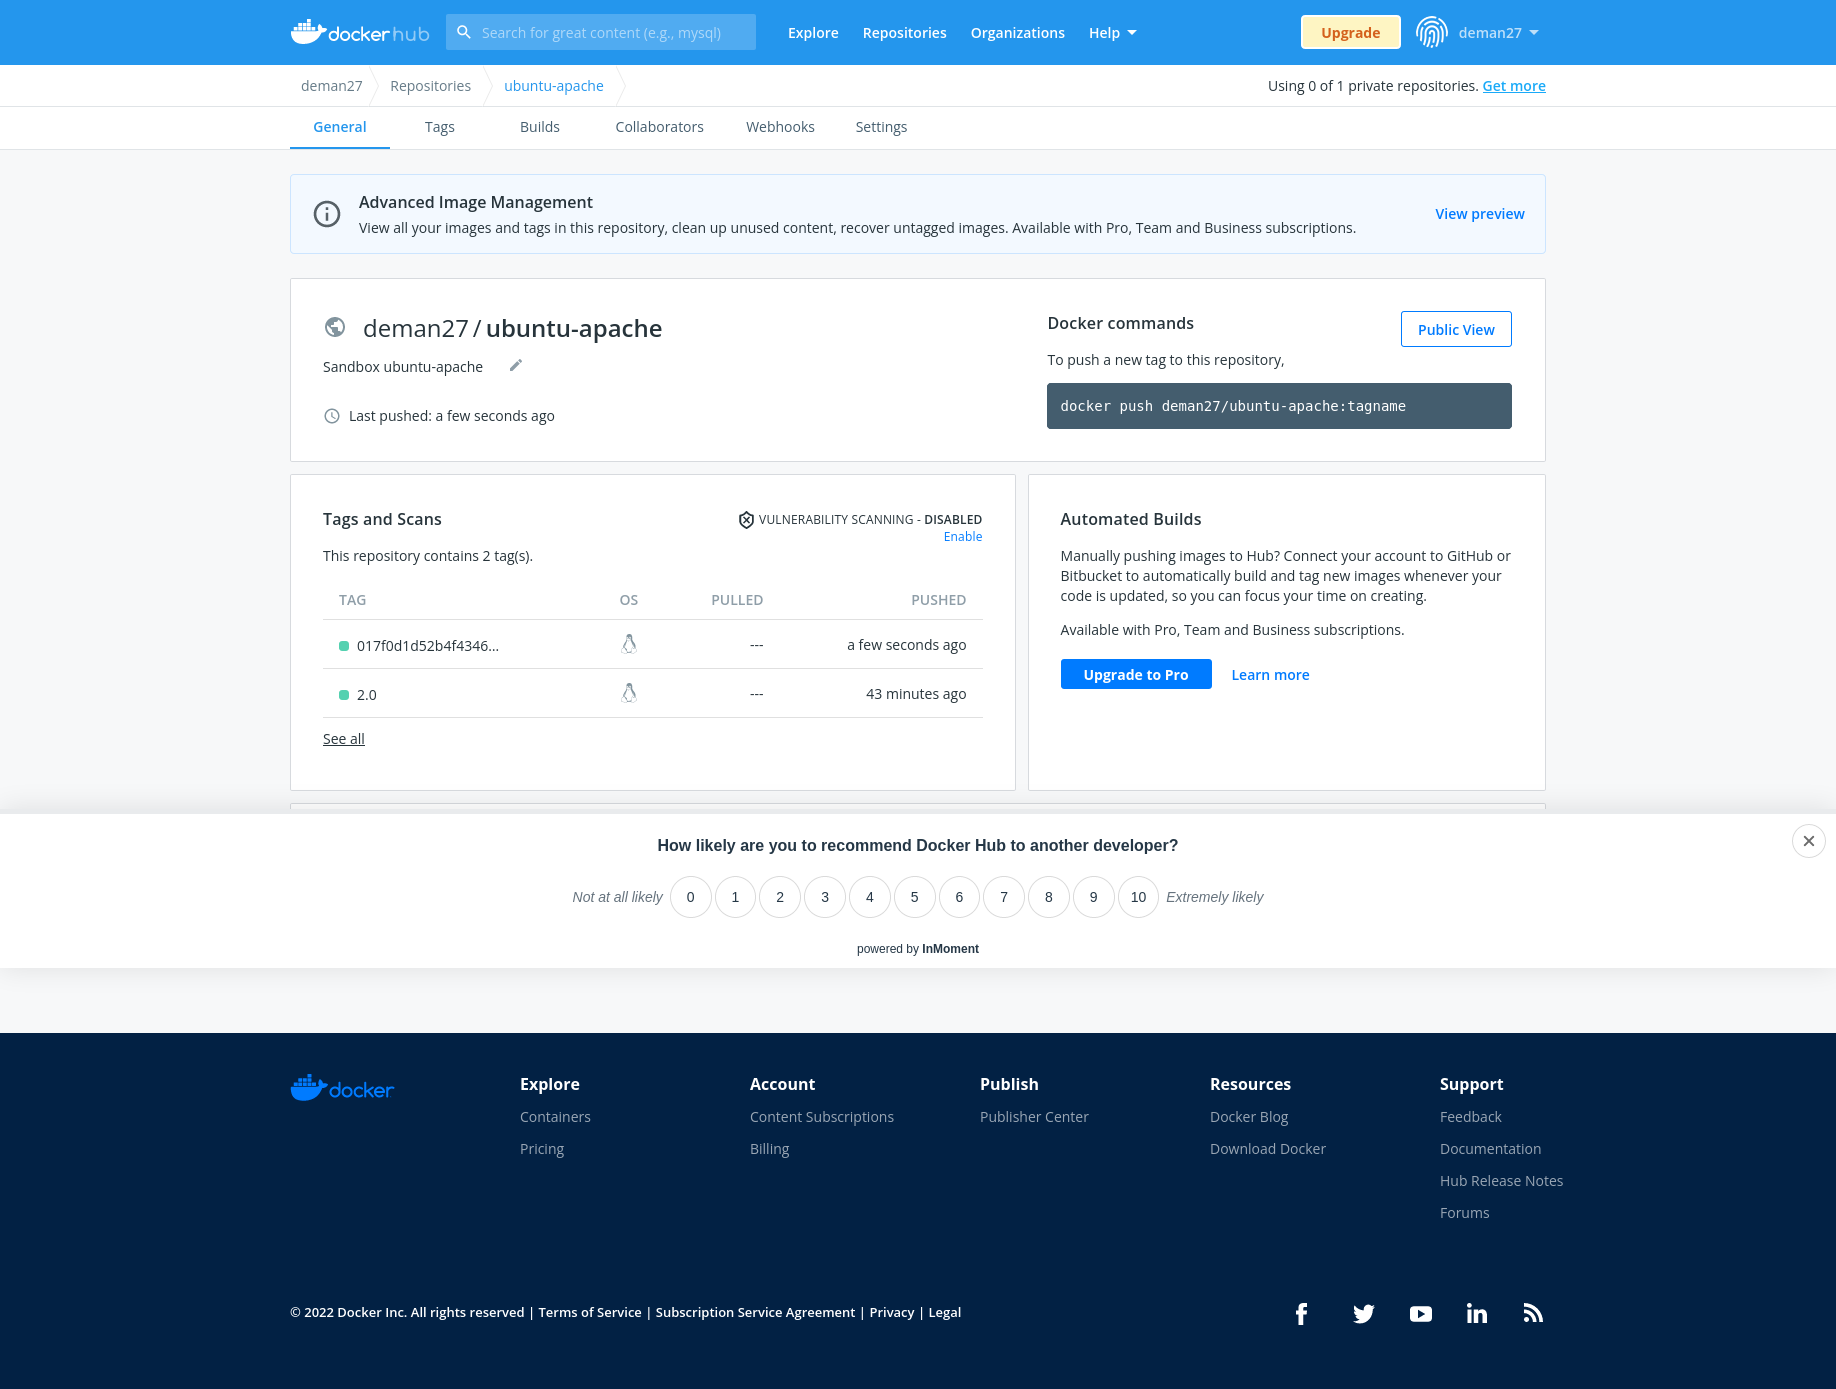 docker hub
Search for great content (e.g., mysql)
Explore
Repositories
Organizations
Help
Upgrade
deman27
deman27
Repositories
ubuntu-apache
Using 0 of 1 private repositories. Get more
General
Tags
Builds
Collaborators
Webhooks
Settings
Advanced Image Management
View all your images and tags in this repository, clean up unused content, recover untagged images. Available with Pro, Team and Business subscriptions.
View preview
deman27 / ubuntu-apache
Sandbox ubuntu-apache
Last pushed: a few seconds ago
Docker commands
Public View
To push a new tag to this repository,
docker push deman27/ubuntu-apache:tagname
Tags and Scans
VULNERABILITY SCANNING - DISABLED
Enable
This repository contains 2 tag(s).
TAG OS PULLED PUSHED
017f0d1d52b4f4346... --- a few seconds ago
2.0 --- 43 minutes ago
See all
Automated Builds
Manually pushing images to Hub? Connect your account to GitHub or
Bitbucket to automatically build and tag new images whenever your
code is updated, so you can focus your time on creating.
Available with Pro, Team and Business subscriptions.
Upgrade to Pro
Learn more
How likely are you to recommend Docker Hub to another developer?
Not at all likely 0 1 2 3 4 5 6 7 8 9 10 Extremely likely
powered by InMoment
docker
Explore
Containers
Pricing
Account
Content Subscriptions
Billing
Publish
Publisher Center
Resources
Docker Blog
Download Docker
Support
Feedback
Documentation
Hub Release Notes
Forums
© 2022 Docker Inc. All rights reserved | Terms of Service | Subscription Service Agreement | Privacy | Legal